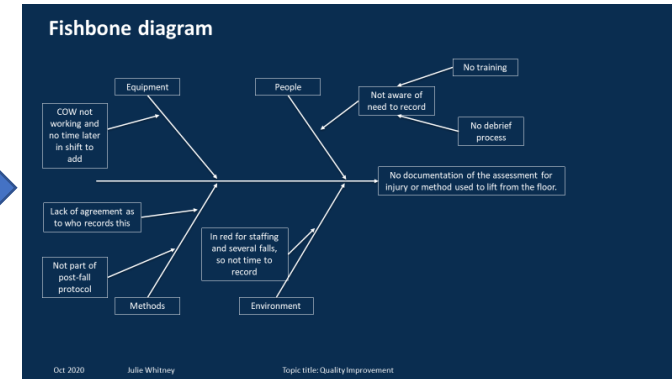 Fishbone diagram
Equipment
People
No training
Not aware of
need to record
No debrief
process
COW not
working and
no time later
in shift to
add
No documentation of the assessment for
injury or method used to lift from the floor.
Lack of agreement as
to who records this
In red for staffing
and several falls,
so not time to
record
Not part of
post-fall
protocol
Methods
Environment
Oct 2020
Julie Whitney
Topic title: Quality Improvement